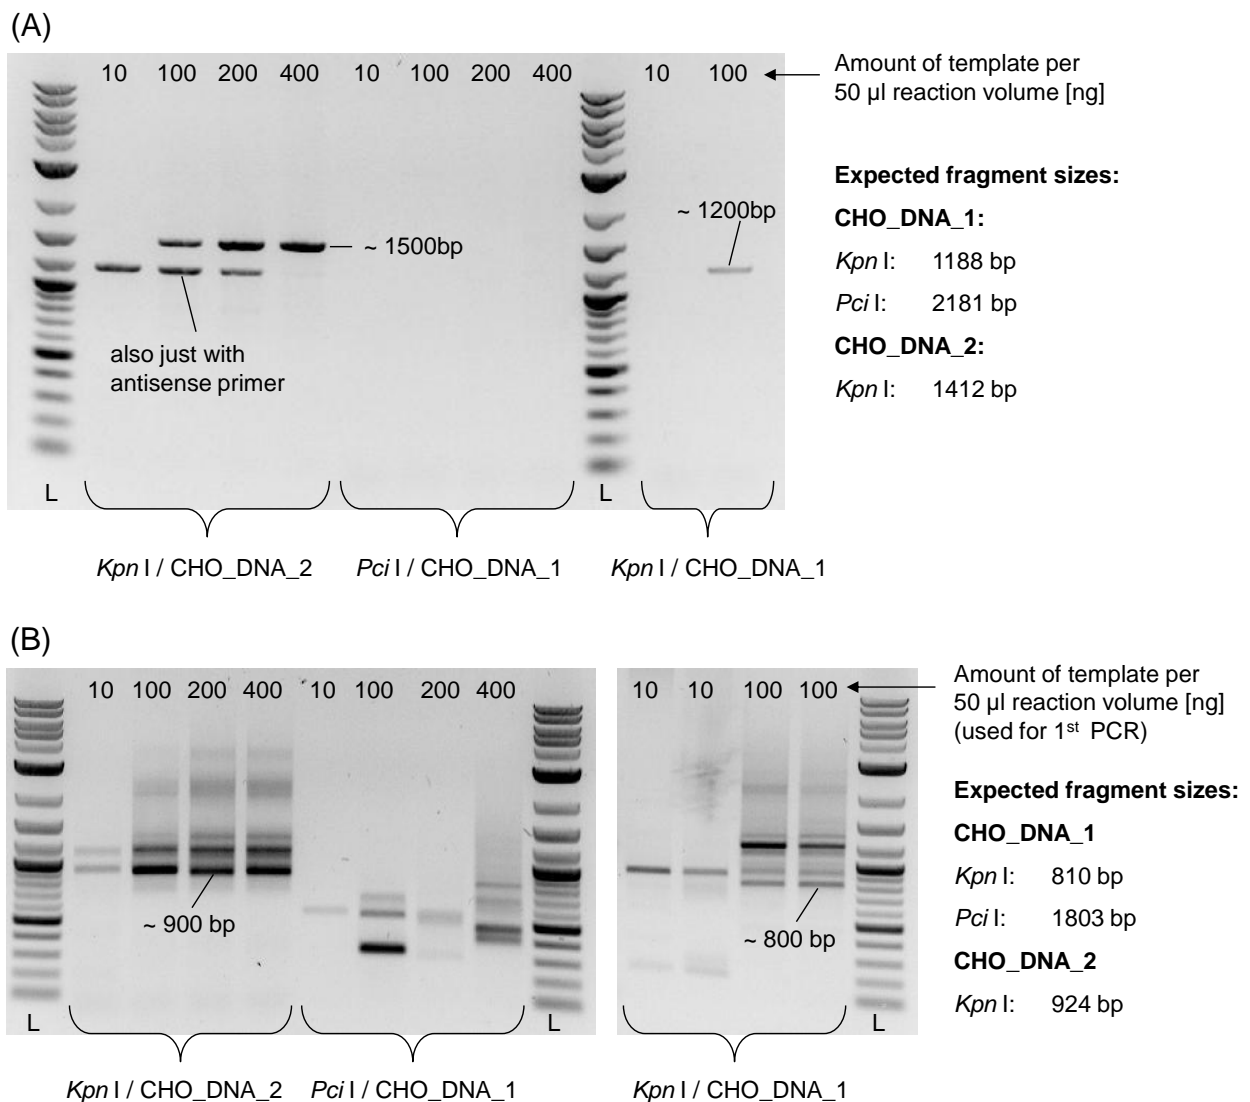 (A)
10 100 200 400 10 100 200 400 10 100
Amount of template per
50 µl reaction volume [ng]
Expected fragment sizes:
CHO_DNA_1:
Kpn I: 1188 bp
Pci I: 2181 bp
CHO_DNA_2:
Kpn I: 1412 bp
~ 1200bp
~ 1500bp
also just with
antisense primer
L L
Kpn I / CHO_DNA_2 Pci I / CHO_DNA_1 Kpn I / CHO_DNA_1
(B)
10 100 200 400 10 100 200 400 10 10 100 100
Amount of template per
50 µl reaction volume [ng]
(used for 1st PCR)
Expected fragment sizes:
CHO_DNA_1
Kpn I: 810 bp
Pci I: 1803 bp
CHO_DNA_2
Kpn I: 924 bp
~ 900 bp
~ 800 bp
L L L
Kpn I / CHO_DNA_2 Pci I / CHO_DNA_1 Kpn I / CHO_DNA_1